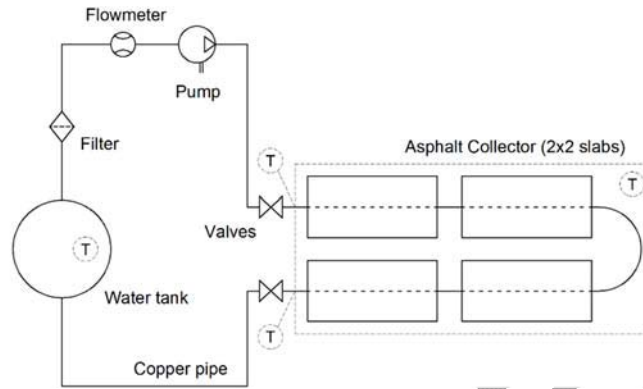 Flowmeter
Pump
Filter
Asphalt Collector (2x2 slabs)
T
T
Valves
T
Water tank
T
Copper pipe